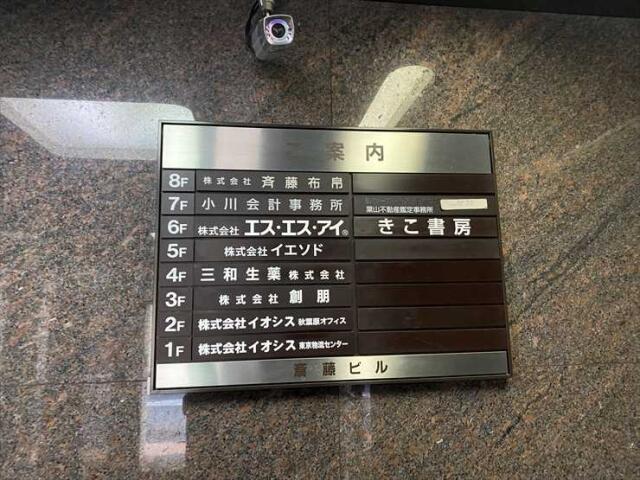 ご案内
8F 株式会社 斉藤布帛
7F 小川会計事務所 葉山不動産鑑定事務所
6F 株式会社 エス・エス・アイ® きこ書房
5F 株式会社 イエソド
4F 三和生薬 株式会社
3F 株式会社 創朋
2F 株式会社イオシス 秋葉原オフィス
1F 株式会社イオシス 東京物流センター
斎藤ビル